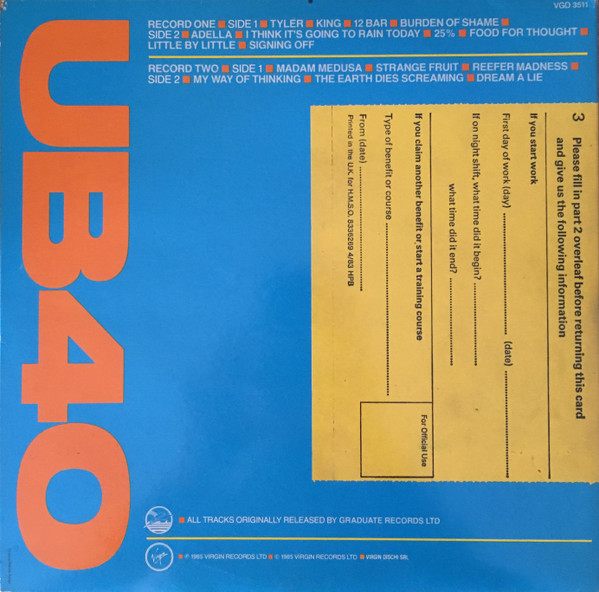 VGD 3511
RECORD ONE ■ SIDE 1 ■ TYLER ■ KING ■ 12 BAR ■ BURDEN OF SHAME ■
SIDE 2 ■ ADELLA ■ I THINK IT'S GOING TO RAIN TODAY ■ 25% ■ FOOD FOR THOUGHT ■
LITTLE BY LITTLE ■ SIGNING OFF
RECORD TWO ■ SIDE 1 ■ MADAM MEDUSA ■ STRANGE FRUIT ■ REEFER MADNESS ■
SIDE 2 ■ MY WAY OF THINKING ■ THE EARTH DIES SCREAMING ■ DREAM A LIE
UB40
3 Please fill in part 2 overleaf before returning this card
and give us the following information
If you start work
First day of work (day) (date)
If on night shift, what time did it begin?
what time did it end?
If you claim another benefit or start a training course
Type of benefit or course
From (date)
Printed in the U.K. for H.M.S.O. 8336269 4/83 HPB
For Official Use
■ ALL TRACKS ORIGINALLY RELEASED BY GRADUATE RECORDS LTD
Virgin
■ ℗ 1985 VIRGIN RECORDS LTD ■ © 1985 VIRGIN RECORDS LTD ■ VIRGIN DISCHI SRL